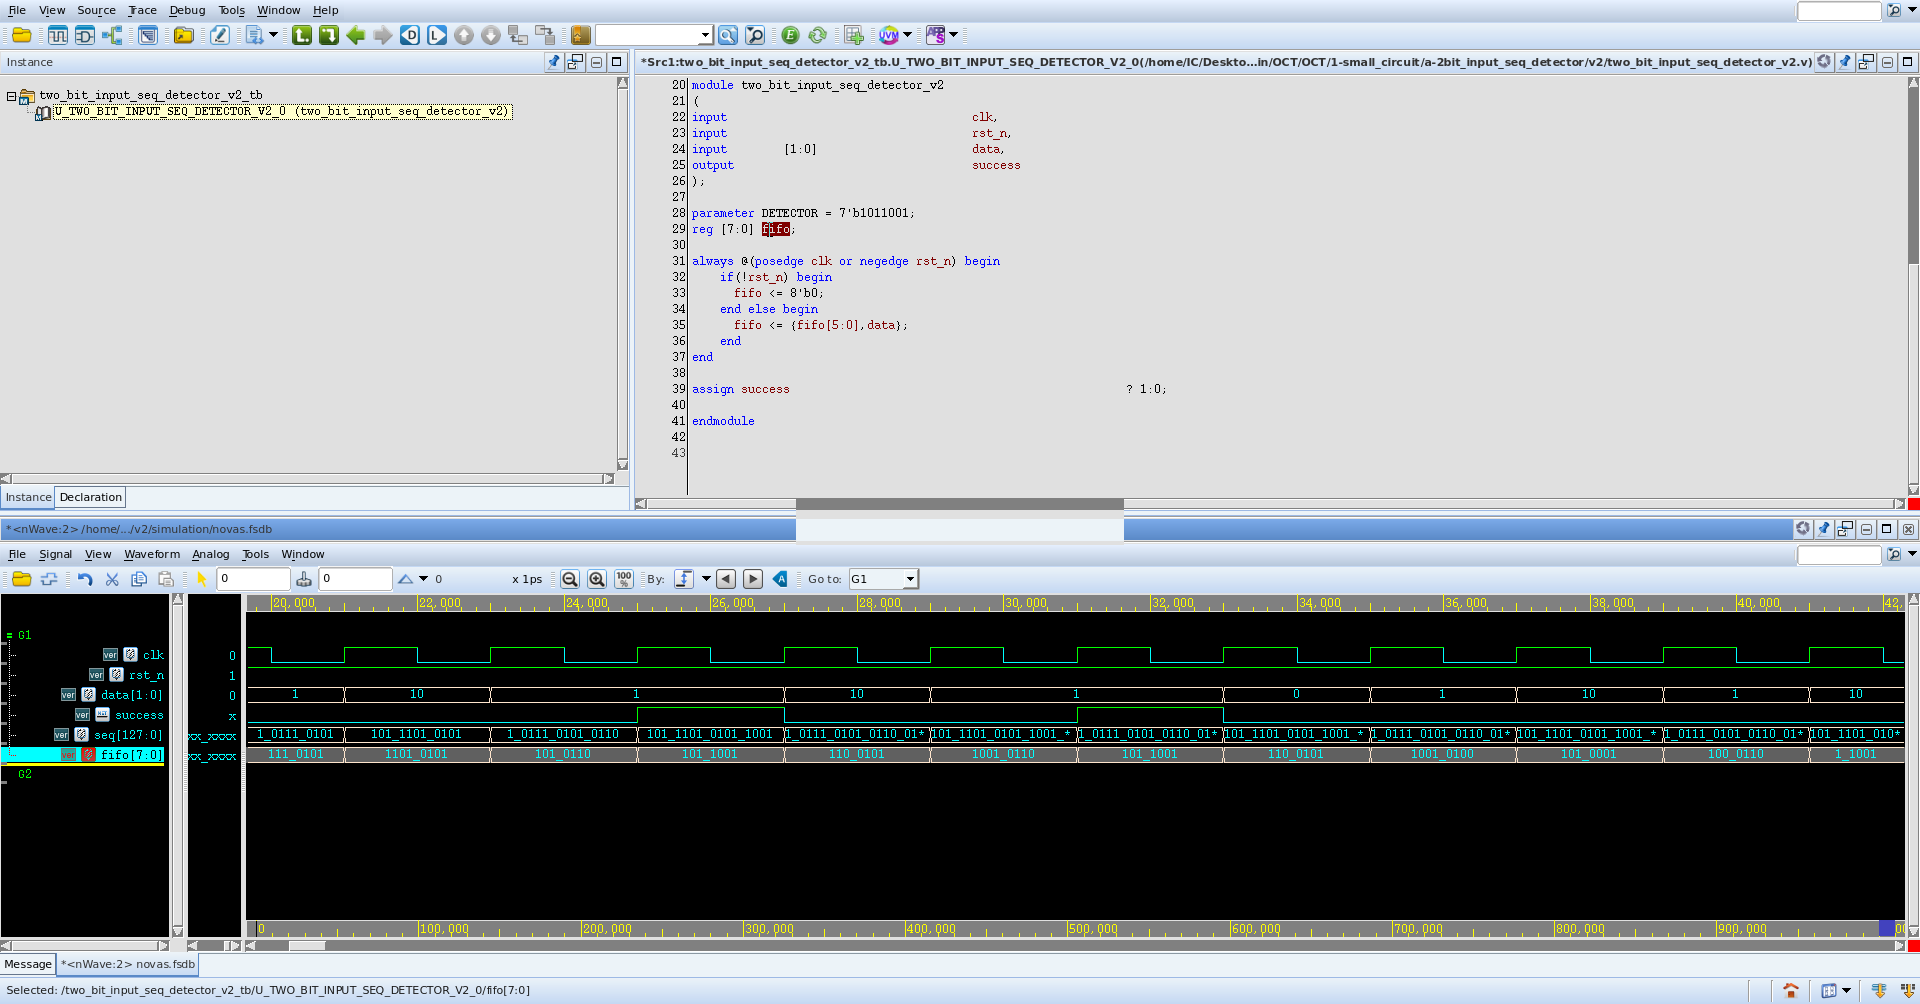 File View Source Trace Debug Tools Window Help
Instance
*Src1:two_bit_input_seq_detector_v2_tb.U_TWO_BIT_INPUT_SEQ_DETECTOR_V2_0(/home/IC/Deskto...in/OCT/OCT/1-small_circuit/a-2bit_input_seq_detector/v2/two_bit_input_seq_detector_v2.v)
two_bit_input_seq_detector_v2_tb
U_TWO_BIT_INPUT_SEQ_DETECTOR_V2_0 (two_bit_input_seq_detector_v2)
20 module two_bit_input_seq_detector_v2
21 (
22 input clk,
23 input rst_n,
24 input [1:0] data,
25 output success
26 );
27
28 parameter DETECTOR = 7'b1011001;
29 reg [7:0] fifo;
30
31 always @(posedge clk or negedge rst_n) begin
32 if(!rst_n) begin
33 fifo <= 8'b0;
34 end else begin
35 fifo <= {fifo[5:0],data};
36 end
37 end
38
39 assign success ? 1:0;
40
41 endmodule
42
43
Instance Declaration
*<nWave:2> /home/.../v2/simulation/novas.fsdb
File Signal View Waveform Analog Tools Window
0 0 0 x 1ps 100% By: Go to: G1
20,000 22,000 24,000 26,000 28,000 30,000 32,000 34,000 36,000 38,000 40,000 42,
G1
ver clk 0
ver rst_n 1
ver data[1:0] 0 1 10 1 10 1 0 1 10 1 10
ver success x
ver seq[127:0] xx_xxxx 1_0111_0101 101_1101_0101 1_0111_0101_0110 101_1101_0101_1001 1_0111_0101_0110_01* 101_1101_0101_1001_* 1_0111_0101_0110_01* 101_1101_0101_1001_* 1_0111_0101_0110_01* 101_1101_0101_1001_* 1_0111_0101_0110_01* 101_1101_010*
ver fifo[7:0] xx_xxxx 111_0101 1101_0101 101_0110 101_1001 110_0101 1001_0110 101_1001 110_0101 1001_0100 101_0001 100_0110 1_1001
G2
0 100,000 200,000 300,000 400,000 500,000 600,000 700,000 800,000 900,000 00
Message *<nWave:2> novas.fsdb
Selected: /two_bit_input_seq_detector_v2_tb/U_TWO_BIT_INPUT_SEQ_DETECTOR_V2_0/fifo[7:0]